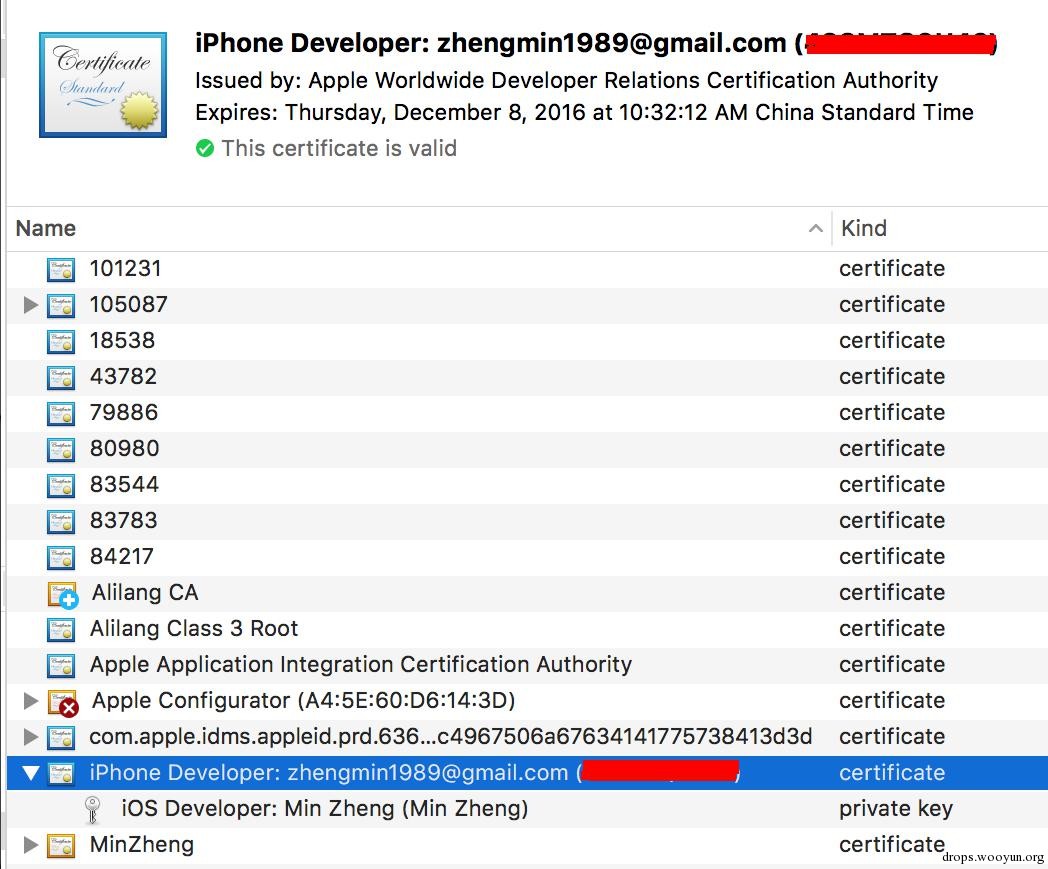 Certificate
Standard
iPhone Developer: zhengmin1989@gmail.com (
Issued by: Apple Worldwide Developer Relations Certification Authority
Expires: Thursday, December 8, 2016 at 10:32:12 AM China Standard Time
This certificate is valid
Name Kind
101231 certificate
105087 certificate
18538 certificate
43782 certificate
79886 certificate
80980 certificate
83544 certificate
83783 certificate
84217 certificate
Alilang CA certificate
Alilang Class 3 Root certificate
Apple Application Integration Certification Authority certificate
Apple Configurator (A4:5E:60:D6:14:3D) certificate
com.apple.idms.appleid.prd.636...c4967506a67634141775738413d3d certificate
iPhone Developer: zhengmin1989@gmail.com ( ) certificate
iOS Developer: Min Zheng (Min Zheng) private key
MinZheng certificate
drops.wooyun.org